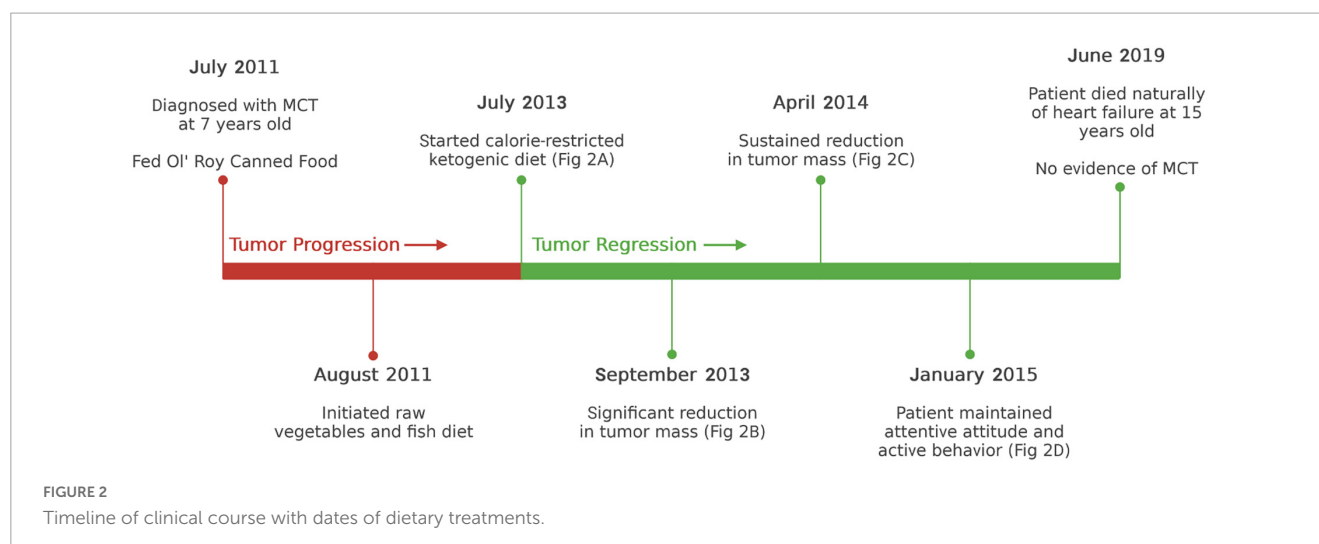 July 2011
Diagnosed with MCT
at 7 years old
Fed Ol' Roy Canned Food
July 2013
Started calorie-restricted
ketogenic diet (Fig 2A)
April 2014
Sustained reduction
in tumor mass (Fig 2C)
June 2019
Patient died naturally
of heart failure at 15
years old
No evidence of MCT
Tumor Progression
Tumor Regression
August 2011
Initiated raw
vegetables and fish diet
September 2013
Significant reduction
in tumor mass (Fig 2B)
January 2015
Patient maintained
attentive attitude and
active behavior (Fig 2D)
FIGURE 2
Timeline of clinical course with dates of dietary treatments.